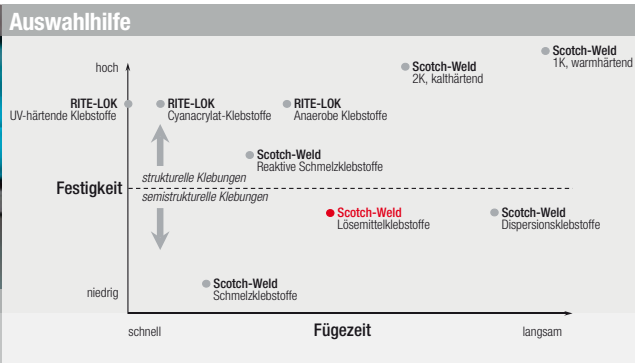 Auswahlhilfe
Scotch-Weld
1K, warmhärtend
hoch
Scotch-Weld
2K, kalthärtend
RITE-LOK
UV-härtende Klebstoffe
RITE-LOK
Cyanacrylat-Klebstoffe
RITE-LOK
Anaerobe Klebstoffe
Scotch-Weld
Reaktive Schmelzklebstoffe
strukturelle Klebungen
Festigkeit
semistrukturelle Klebungen
Scotch-Weld
Lösemittelklebstoffe
Scotch-Weld
Dispersionsklebstoffe
Scotch-Weld
Schmelzklebstoffe
niedrig
schnell
Fügezeit
langsam